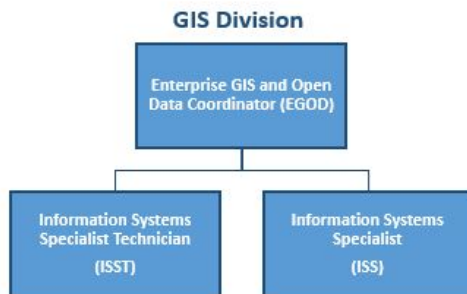 GIS Division
Enterprise GIS and Open
Data Coordinator (EGOD)
Information Systems
Specialist Technician
(ISST)
Information Systems
Specialist
(ISS)